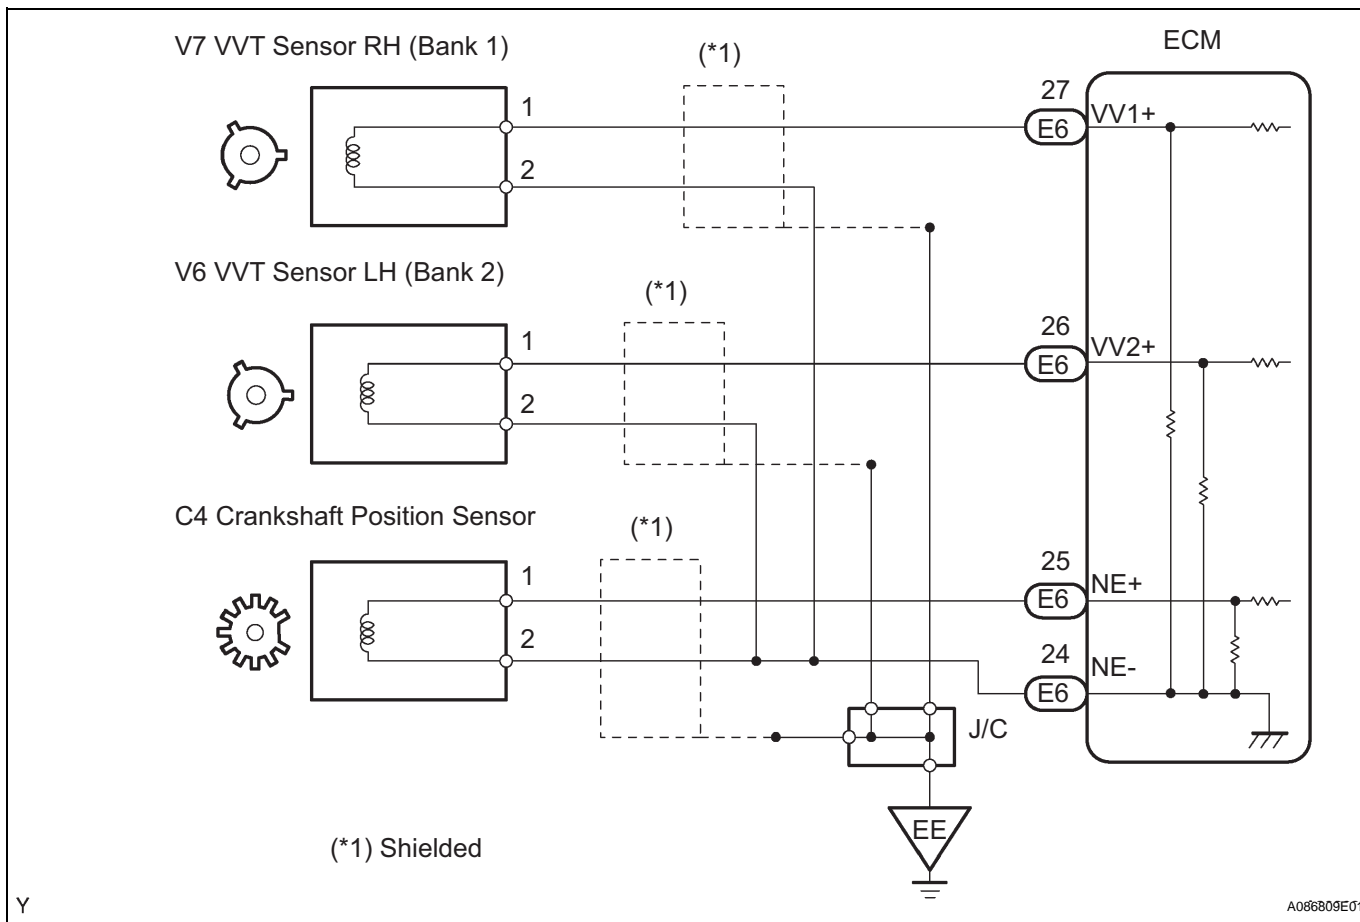 V7 VVT Sensor RH (Bank 1)
(*1)
ECM
1
27
E6
VV1+
2
V6 VVT Sensor LH (Bank 2)
(*1)
1
26
E6
VV2+
2
C4 Crankshaft Position Sensor
(*1)
1
25
E6
NE+
2
24
E6
NE-
J/C
EE
(*1) Shielded
Y